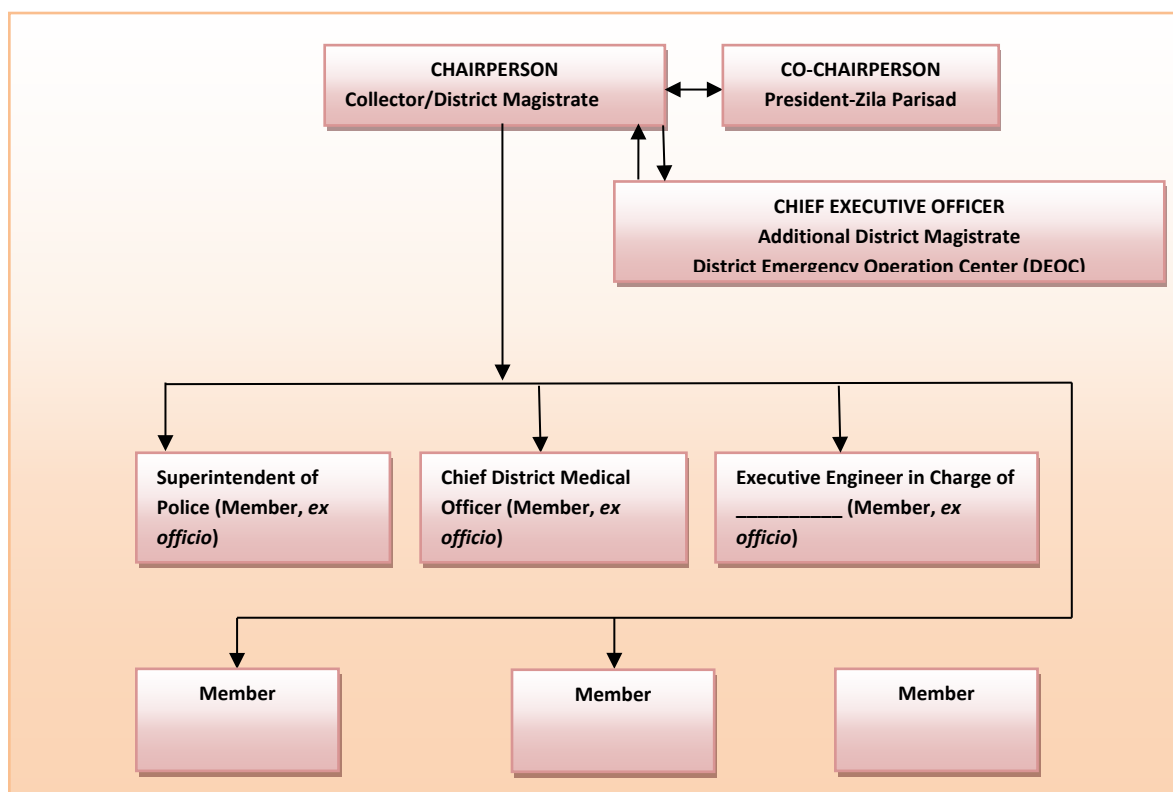 CHAIRPERSON
Collector/District Magistrate
CO-CHAIRPERSON
President-Zila Parisad
CHIEF EXECUTIVE OFFICER
Additional District Magistrate
District Emergency Operation Center (DEOC)
Superintendent of
Police (Member, ex
officio)
Chief District Medical
Officer (Member, ex
officio)
Executive Engineer in Charge of
__________ (Member, ex
officio)
Member
Member
Member